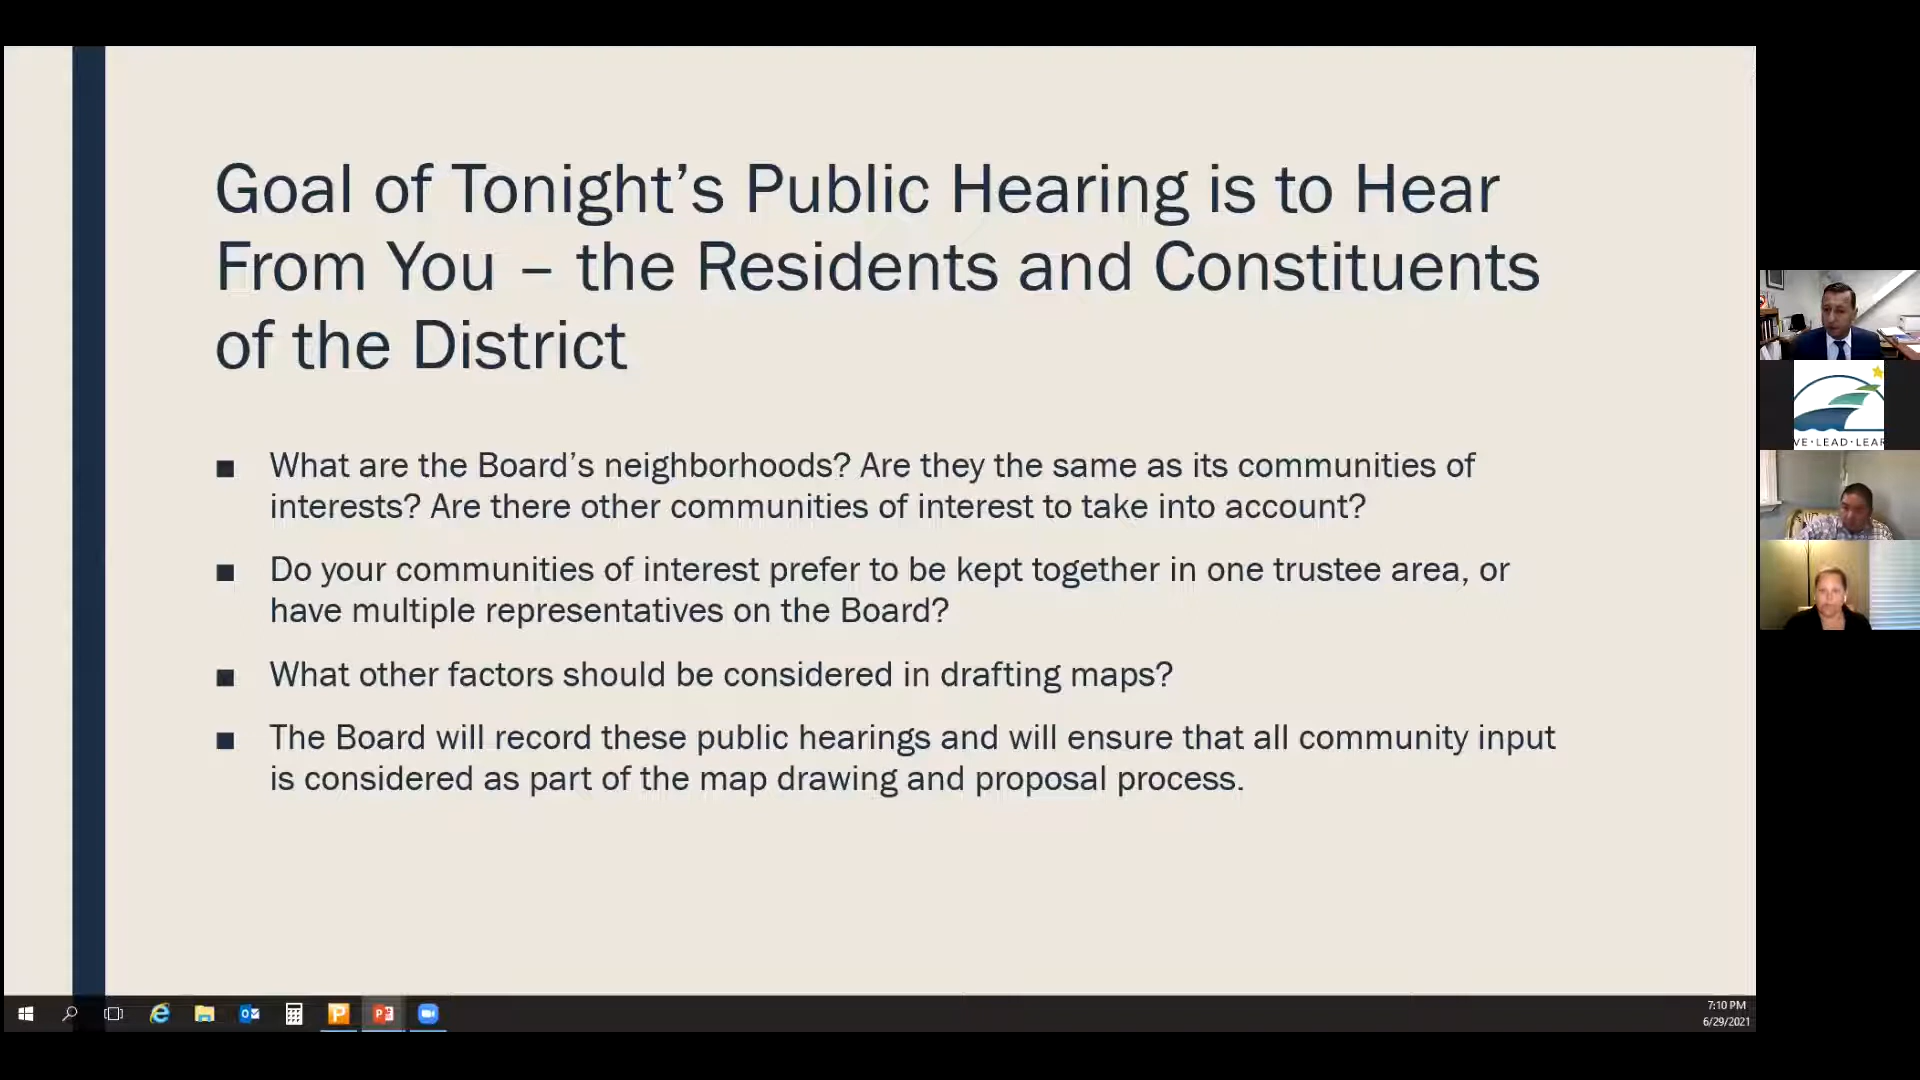 Goal of Tonight’s Public Hearing is to Hear
From You – the Residents and Constituents
of the District
■ What are the Board’s neighborhoods? Are they the same as its communities of
interests? Are there other communities of interest to take into account?
■ Do your communities of interest prefer to be kept together in one trustee area, or
have multiple representatives on the Board?
■ What other factors should be considered in drafting maps?
■ The Board will record these public hearings and will ensure that all community input
is considered as part of the map drawing and proposal process.
VE•LEAD•LEAR
7:10 PM
6/29/2021